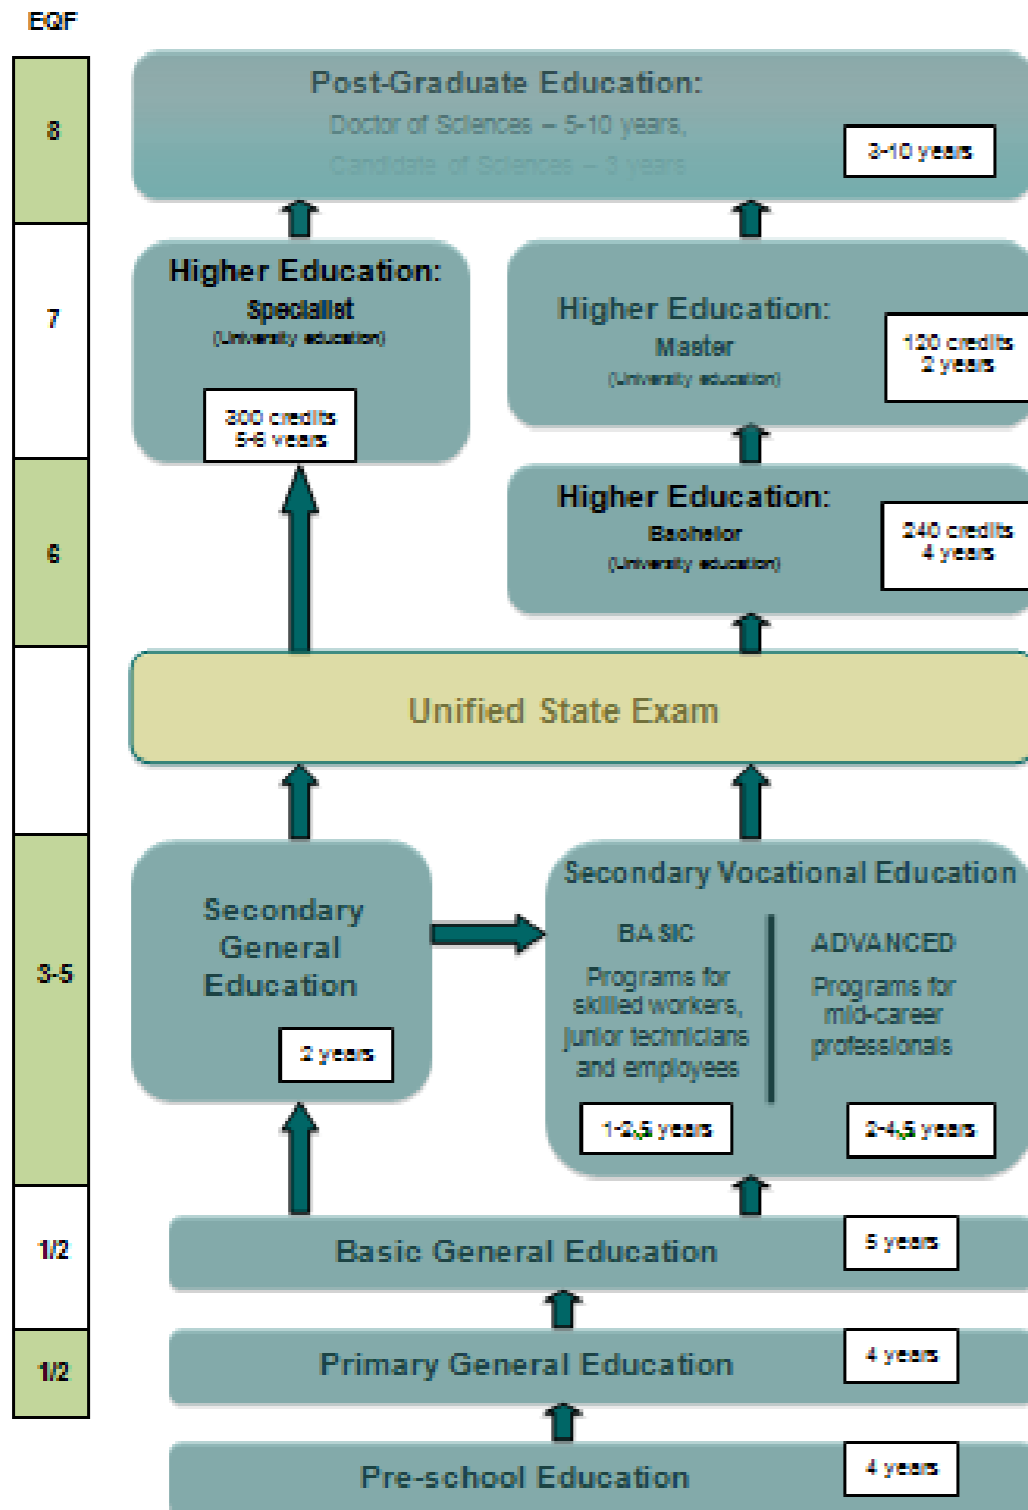 EQF
8
Post-Graduate Education:
Doctor of Sciences – 5-10 years,
Candidate of Sciences – 3 years
3-10 years
7
Higher Education:
Specialist
(University education)
300 credits
5-6 years
Higher Education:
Master
(University education)
120 credits
2 years
6
Higher Education:
Bachelor
(University education)
240 credits
4 years
Unified State Exam
3-5
Secondary
General
Education
2 years
Secondary Vocational Education
BASIC
Programs for
skilled workers,
junior technicians
and employees
1-2,5 years
ADVANCED
Programs for
mid-career
professionals
2-4,5 years
1/2
Basic General Education
5 years
1/2
Primary General Education
4 years
Pre-school Education
4 years